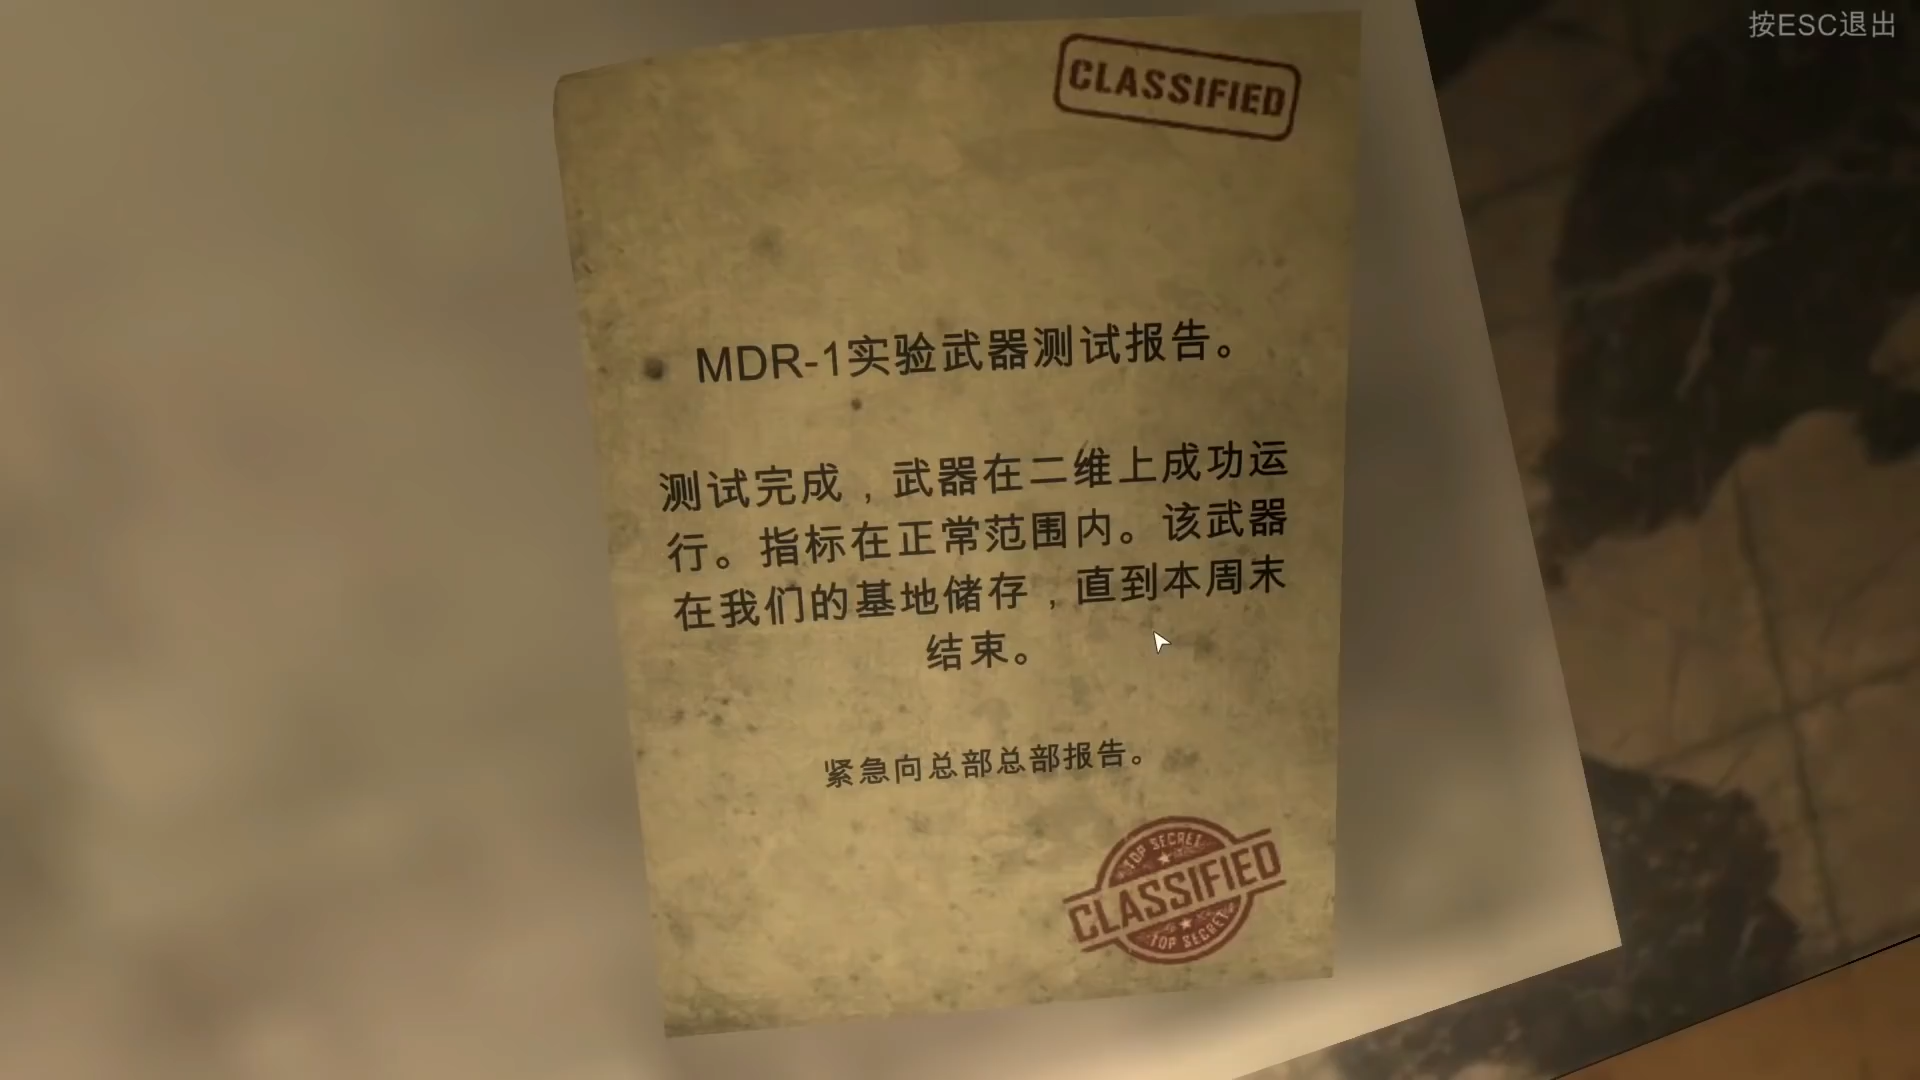 按ESC退出
CLASSIFIED
MDR-1实验武器测试报告。
测试完成，武器在二维上成功运
行。指标在正常范围内。该武器
在我们的基地储存，直到本周末
结束。
紧急向总部总部报告。
TOP SECRET
CLASSIFIED
TOP SECRET